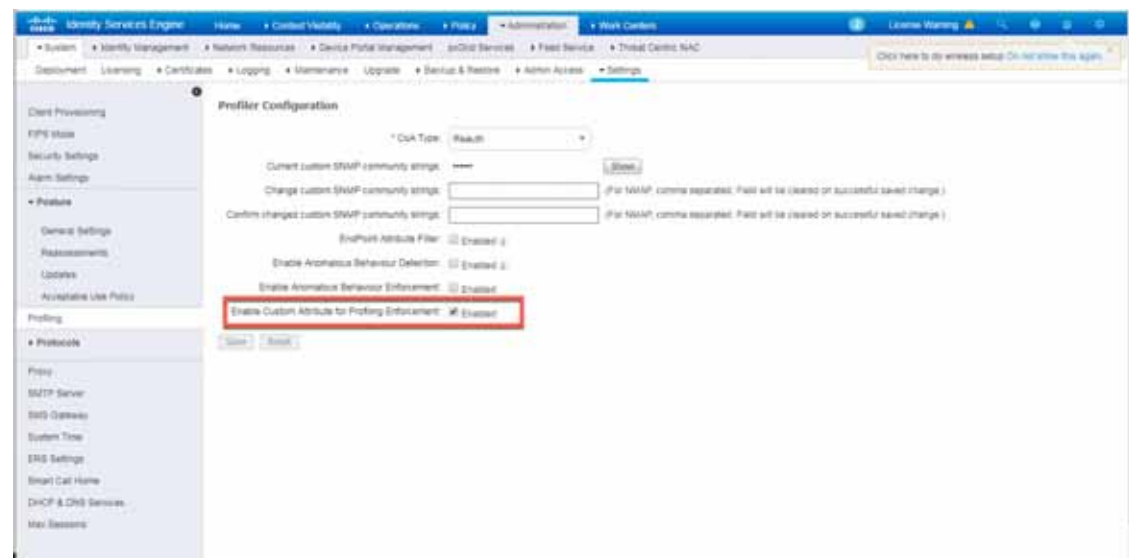 CISCO Identity Services Engine Home Context Visibility Operations Policy Administration Work Centers License Warning
System Identity Management Network Resources Device Portal Management pxGrid Services Feed Service Threat Centric NAC
Click here to do wireless setup Do not show this again.
Deployment Licensing Certificates Logging Maintenance Upgrade Backup & Restore Admin Access Settings
Client Provisioning
FIPS Mode
Security Settings
Alarm Settings
Posture
General Settings
Reassessments
Updates
Acceptable Use Policy
Profiling
Protocols
Proxy
SMTP Server
SMS Gateway
System Time
ERS Settings
Smart Call Home
DHCP & DNS Services
Max Sessions
Profiler Configuration
* CoA Type: Reauth
Current custom SNMP community strings: •••••• Show
Change custom SNMP community strings: (For NMAP, comma separated. Field will be cleared on successful saved change.)
Confirm changed custom SNMP community strings: (For NMAP, comma separated. Field will be cleared on successful saved change.)
EndPoint Attribute Filter: Enabled
Enable Anomalous Behaviour Detection: Enabled
Enable Anomalous Behaviour Enforcement: Enabled
Enable Custom Attribute for Profiling Enforcement: Enabled
Save Reset